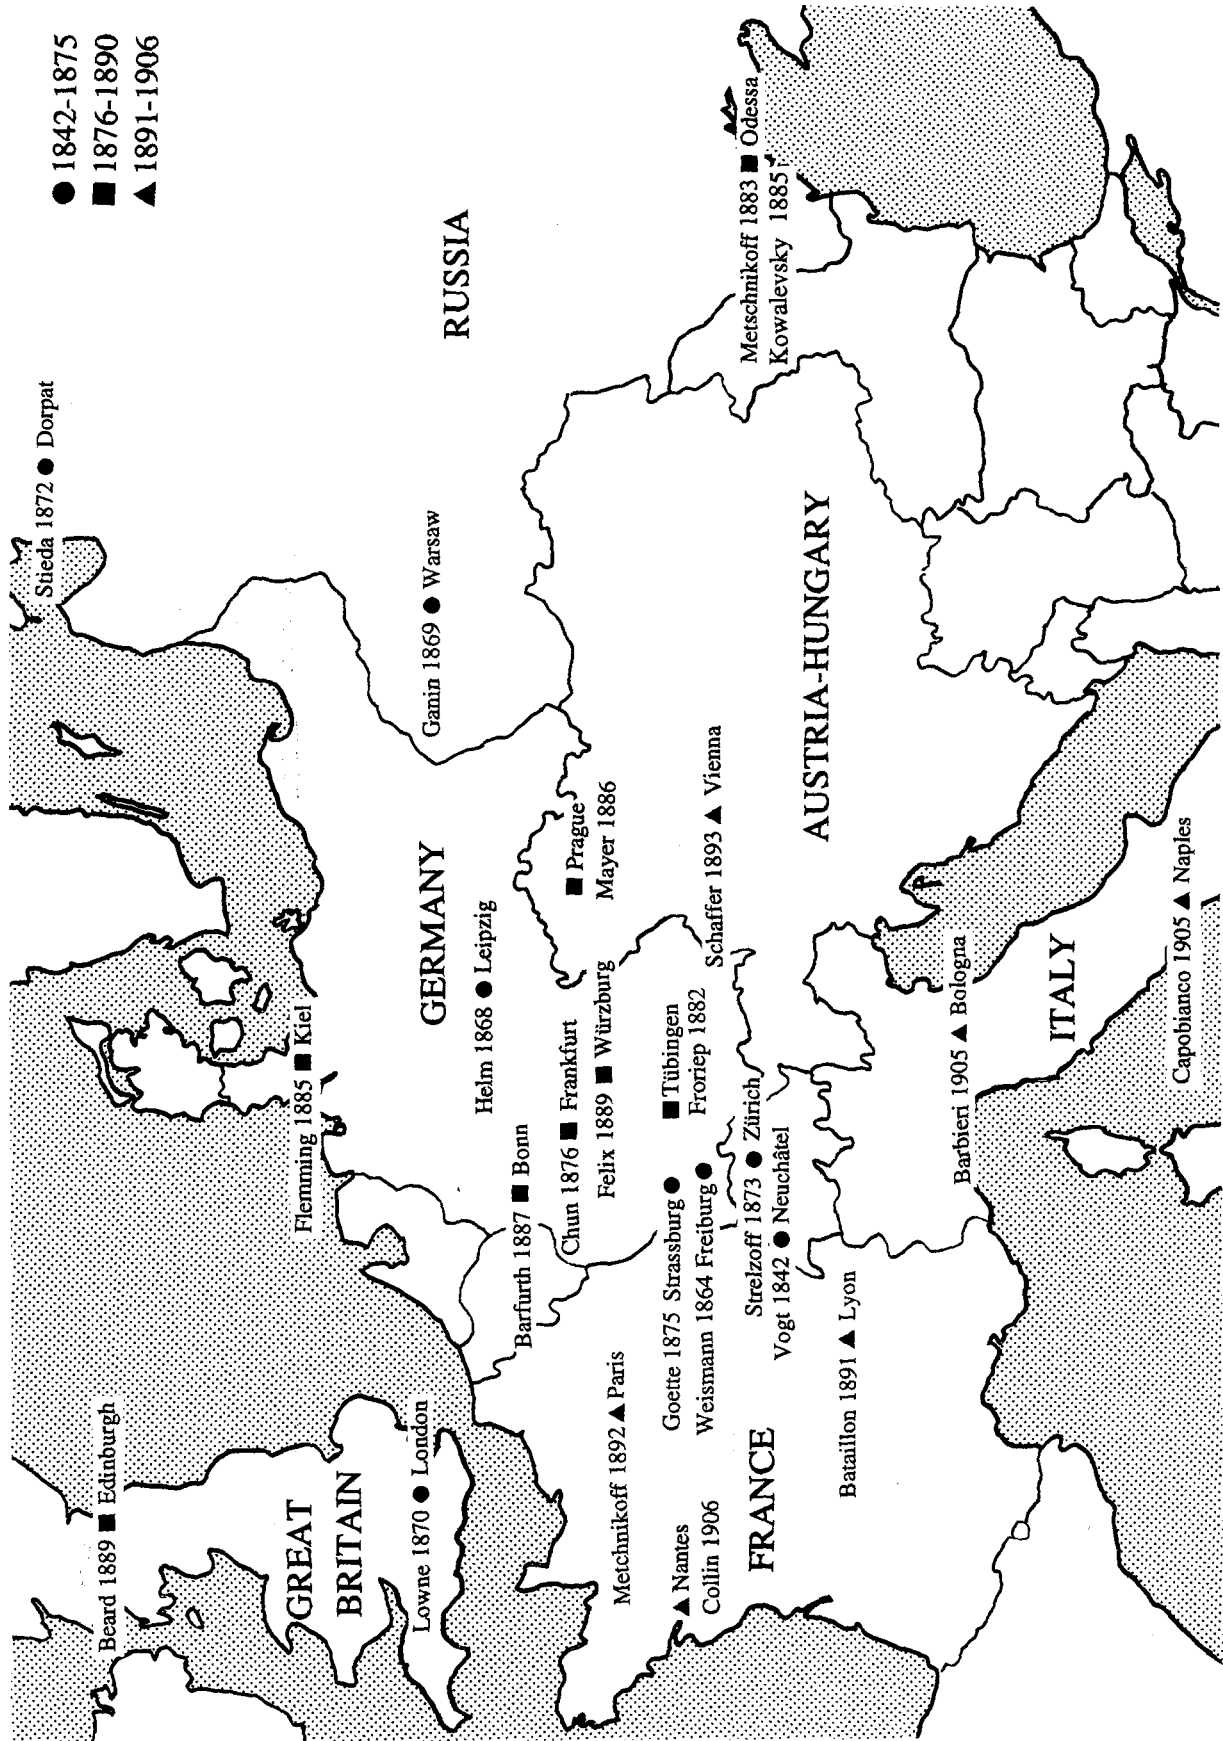 ● 1842-1875
■ 1876-1890
▲ 1891-1906
Stieda 1872 ● Dorpat
Beard 1889 ■ Edinburgh
GREAT
BRITAIN
Lowne 1870 ● London
Flemming 1885 ■ Kiel
GERMANY
Ganin 1869 ● Warsaw
RUSSIA
Helm 1868 ● Leipzig
Barfurth 1887 ■ Bonn
Chun 1876 ■ Frankfurt
Felix 1889 ■ Würzburg
■ Prague
Mayer 1886
Metchnikoff 1892 ▲ Paris
Goette 1875 Strassburg ●
Weismann 1864 Freiburg ●
■ Tübingen
Froriep 1882
Schaffer 1893 ▲ Vienna
▲ Nantes
Collin 1906
FRANCE
Strelzoff 1873 ● Zürich
Vogt 1842 ● Neuchâtel
Metschnikoff 1883 ■ Odessa
Kowalevsky 1885
AUSTRIA-HUNGARY
Bataillon 1891 ▲ Lyon
Barbieri 1905 ▲ Bologna
ITALY
Capobianco 1905 ▲ Naples